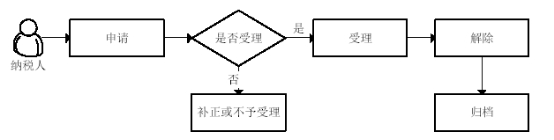 纳税人
申请
是否受理
是
受理
解除
否
补正或不予受理
归档